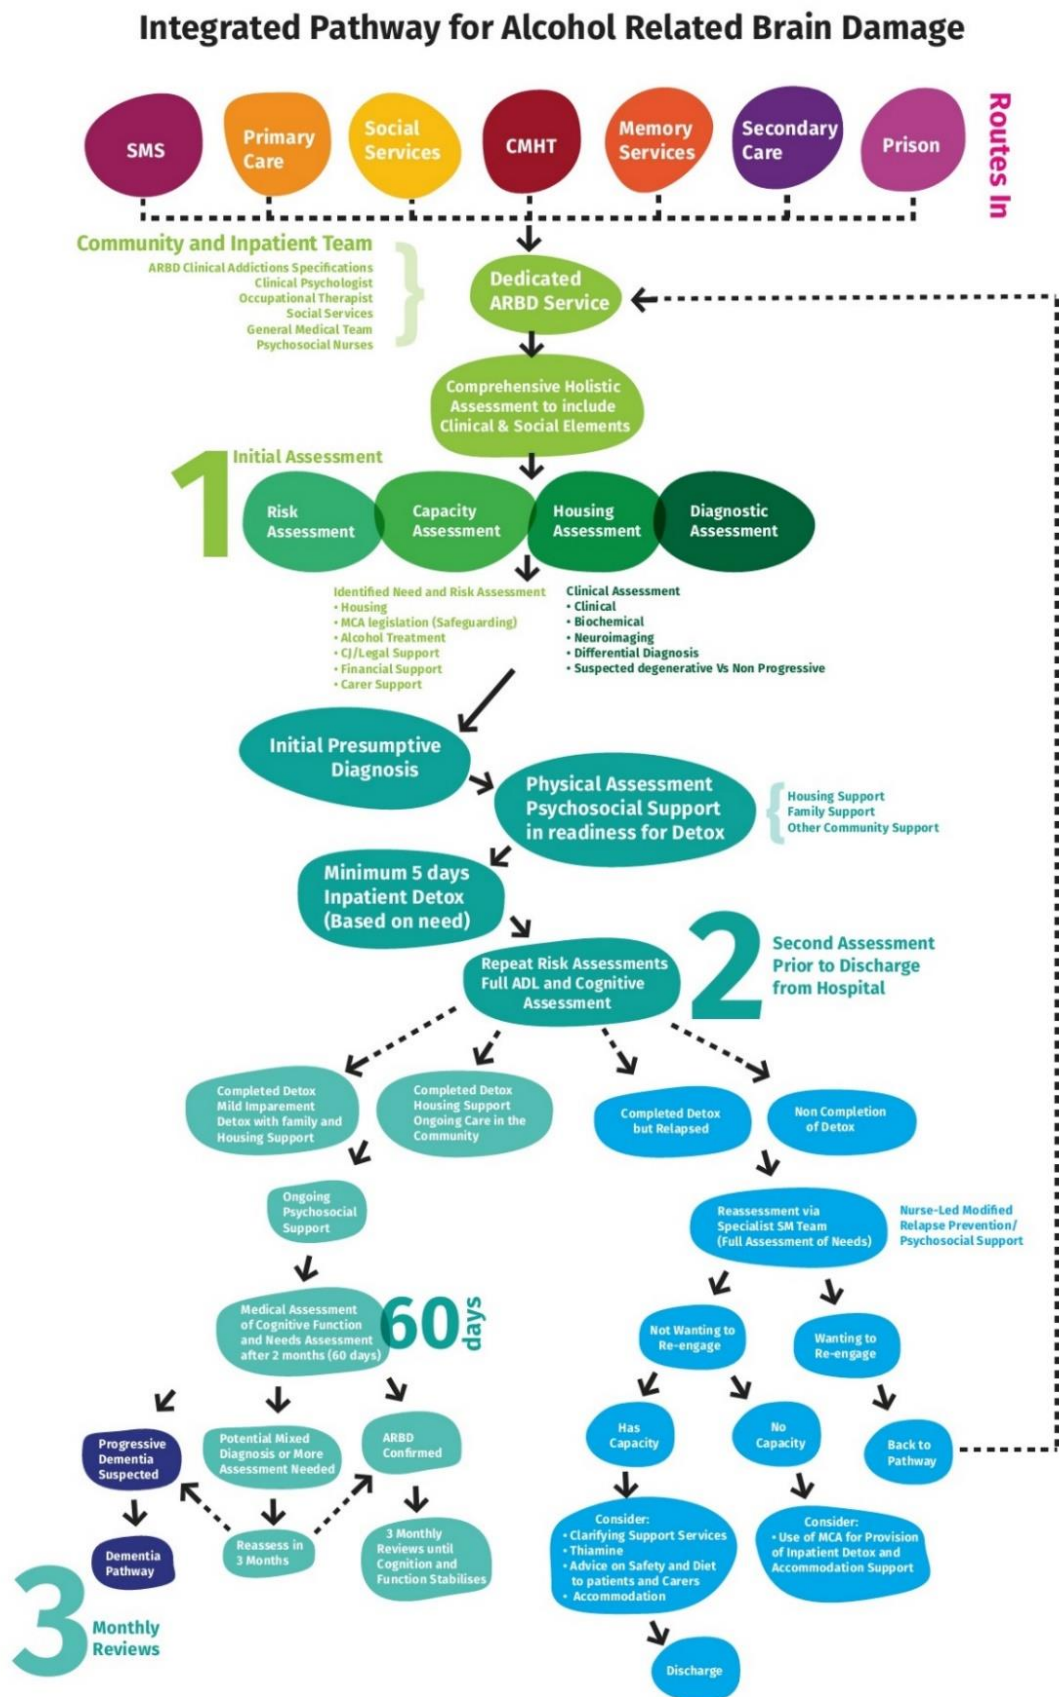 Integrated Pathway for Alcohol Related Brain Damage
Routes In
SMS
Primary
Care
Social
Services
CMHT
Memory
Services
Secondary
Care
Prison
Community and Inpatient Team
ARBD Clinical Addictions Specifications
Clinical Psychologist
Occupational Therapist
Social Services
General Medical Team
Psychosocial Nurses
Dedicated
ARBD Service
Comprehensive Holistic
Assessment to include
Clinical & Social Elements
1
Initial Assessment
Risk
Assessment
Capacity
Assessment
Housing
Assessment
Diagnostic
Assessment
Identified Need and Risk Assessment
• Housing
• MCA legislation (Safeguarding)
• Alcohol Treatment
• CJ/Legal Support
• Financial Support
• Carer Support
Clinical Assessment
• Clinical
• Biochemical
• Neuroimaging
• Differential Diagnosis
• Suspected degenerative Vs Non Progressive
Initial Presumptive
Diagnosis
Physical Assessment
Psychosocial Support
in readiness for Detox
Housing Support
Family Support
Other Community Support
Minimum 5 days
Inpatient Detox
(Based on need)
Repeat Risk Assessments
Full ADL and Cognitive
Assessment
2
Second Assessment
Prior to Discharge
from Hospital
Completed Detox
Mild Imparement
Detox with family and
Housing Support
Completed Detox
Housing Support
Ongoing Care in the
Community
Completed Detox
but Relapsed
Non Completion
of Detox
Ongoing
Psychosocial
Support
Reassessment via
Specialist SM Team
(Full Assessment of Needs)
Nurse-Led Modified
Relapse Prevention/
Psychosocial Support
Medical Assessment
of Cognitive Function
and Needs Assessment
after 2 months (60 days)
60
days
Not Wanting to
Re-engage
Wanting to
Re-engage
Progressive
Dementia
Suspected
Potential Mixed
Diagnosis or More
Assessment Needed
ARBD
Confirmed
Has
Capacity
No
Capacity
Back to
Pathway
Dementia
Pathway
Reassess in
3 Months
3 Monthly
Reviews until
Cognition and
Function Stabilises
Consider:
• Clarifying Support Services
• Thiamine
• Advice on Safety and Diet
to patients and Carers
• Accommodation
Consider:
• Use of MCA for Provision
of Inpatient Detox and
Accommodation Support
3
Monthly
Reviews
Discharge